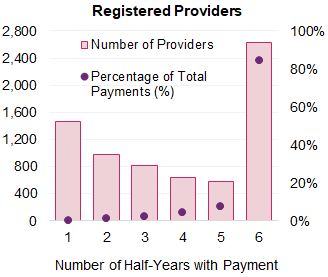 Registered Providers
2,800 100%
Number of Providers
2,400
Percentage of Total
80%
2,000 Payments (%)
1,600 60%
1,200 40%
800
20%
400
0 0%
1 2 3 4 5 6
Number of Half-Years with Payment